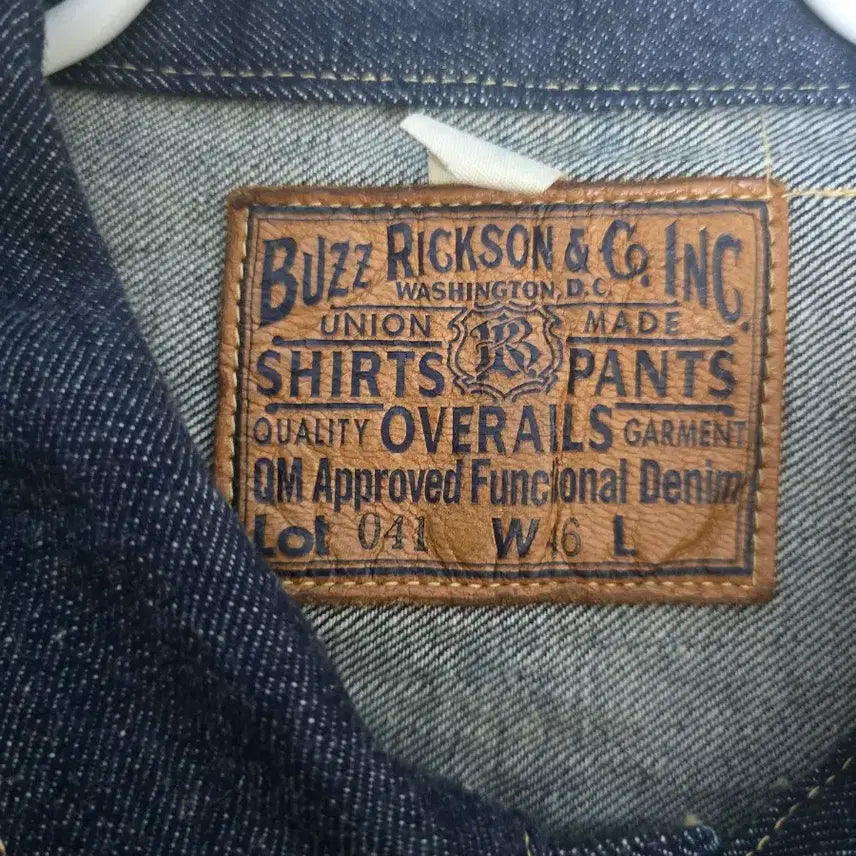 BUZZ RICKSON & CO. INC.
WASHINGTON, D.C.
UNION MADE
SHIRTS PANTS
QUALITY OVERALLS GARMENT
QM Approved Functional Denim
Lot 041 W 46 L